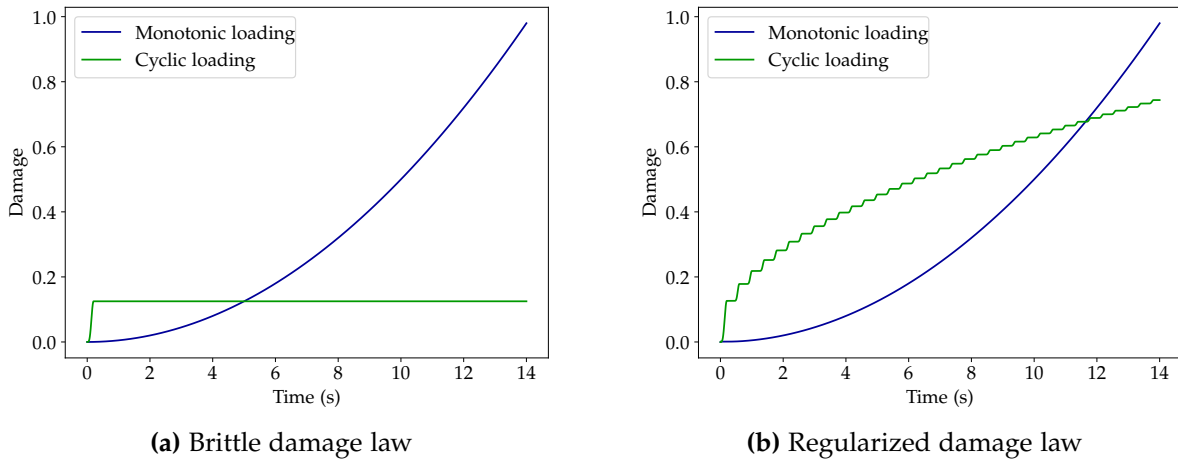 Monotonic loading
Cyclic loading
1.0
0.8
0.6
0.4
0.2
0.0
Damage
0 2 4 6 8 10 12 14
Time (s)
(a) Brittle damage law
Monotonic loading
Cyclic loading
1.0
0.8
0.6
0.4
0.2
0.0
Damage
0 2 4 6 8 10 12 14
Time (s)
(b) Regularized damage law